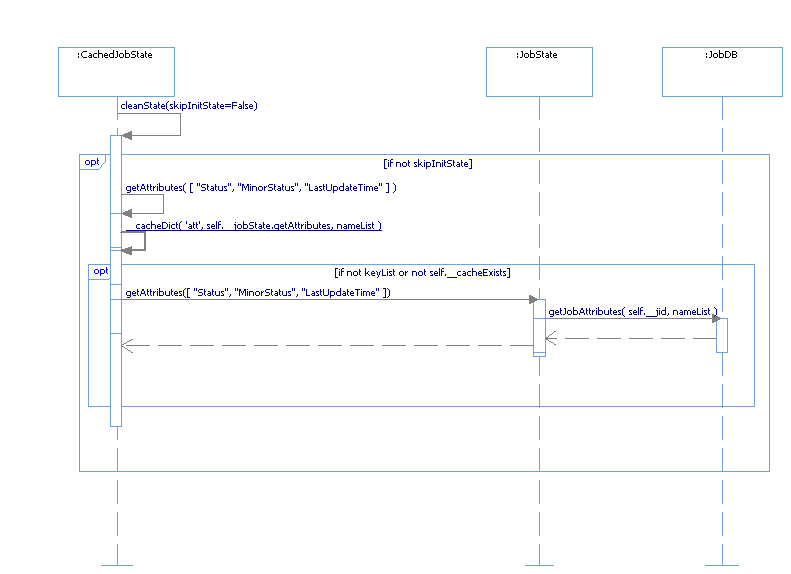 :CachedJobState
:JobState
:JobDB
cleanState(skipInitState=False)
opt
[if not skipInitState]
getAttributes( [ "Status", "MinorStatus", "LastUpdateTime" ] )
__cacheDict( 'att', self.__jobState.getAttributes, nameList )
opt
[if not keyList or not self.__cacheExists]
getAttributes([ "Status", "MinorStatus", "LastUpdateTime" ])
getJobAttributes( self.__jid, nameList )